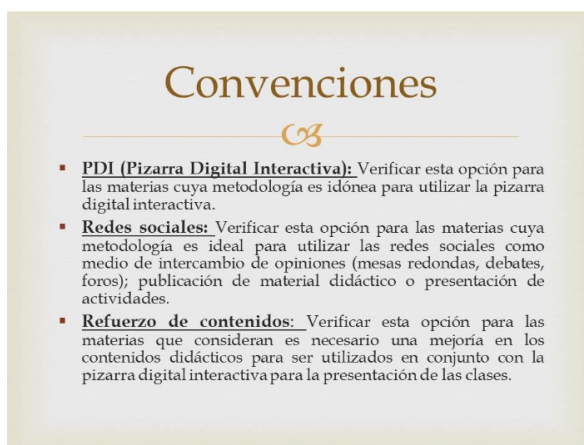 Convenciones
PDI (Pizarra Digital Interactiva): Verificar esta opción para
las materias cuya metodología es idónea para utilizar la pizarra
digital interactiva.
Redes sociales: Verificar esta opción para las materias cuya
metodología es ideal para utilizar las redes sociales como
medio de intercambio de opiniones (mesas redondas, debates,
foros); publicación de material didáctico o presentación de
actividades.
Refuerzo de contenidos: Verificar esta opción para las
materias que consideran es necesario una mejoría en los
contenidos didácticos para ser utilizados en conjunto con la
pizarra digital interactiva para la presentación de las clases.